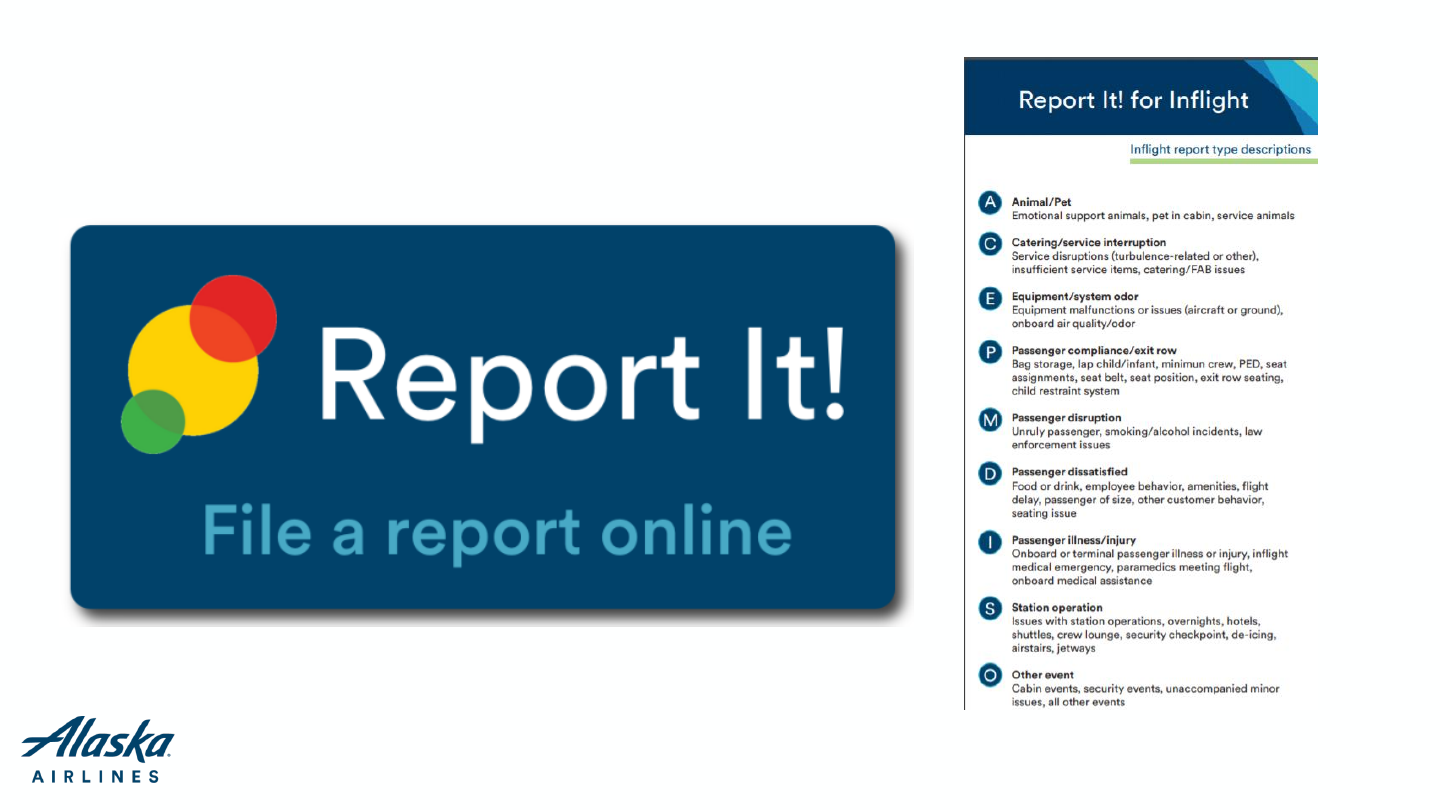 Report It!
File a report online
Report It! for Inflight
Inflight report type descriptions
A Animal/Pet
Emotional support animals, pet in cabin, service animals
C Catering/service interruption
Service disruptions (turbulence-related or other),
insufficient service items, catering/FAB issues
E Equipment/system odor
Equipment malfunctions or issues (aircraft or ground),
onboard air quality/odor
P Passenger compliance/exit row
Bag storage, lap child/infant, minimun crew, PED, seat
assignments, seat belt, seat position, exit row seating,
child restraint system
M Passenger disruption
Unruly passenger, smoking/alcohol incidents, law
enforcement issues
D Passenger dissatisfied
Food or drink, employee behavior, amenities, flight
delay, passenger of size, other customer behavior,
seating issue
I Passenger illness/injury
Onboard or terminal passenger illness or injury, inflight
medical emergency, paramedics meeting flight,
onboard medical assistance
S Station operation
Issues with station operations, overnights, hotels,
shuttles, crew lounge, security checkpoint, de-icing,
airstairs, jetways
O Other event
Cabin events, security events, unaccompanied minor
issues, all other events
Alaska
AIRLINES